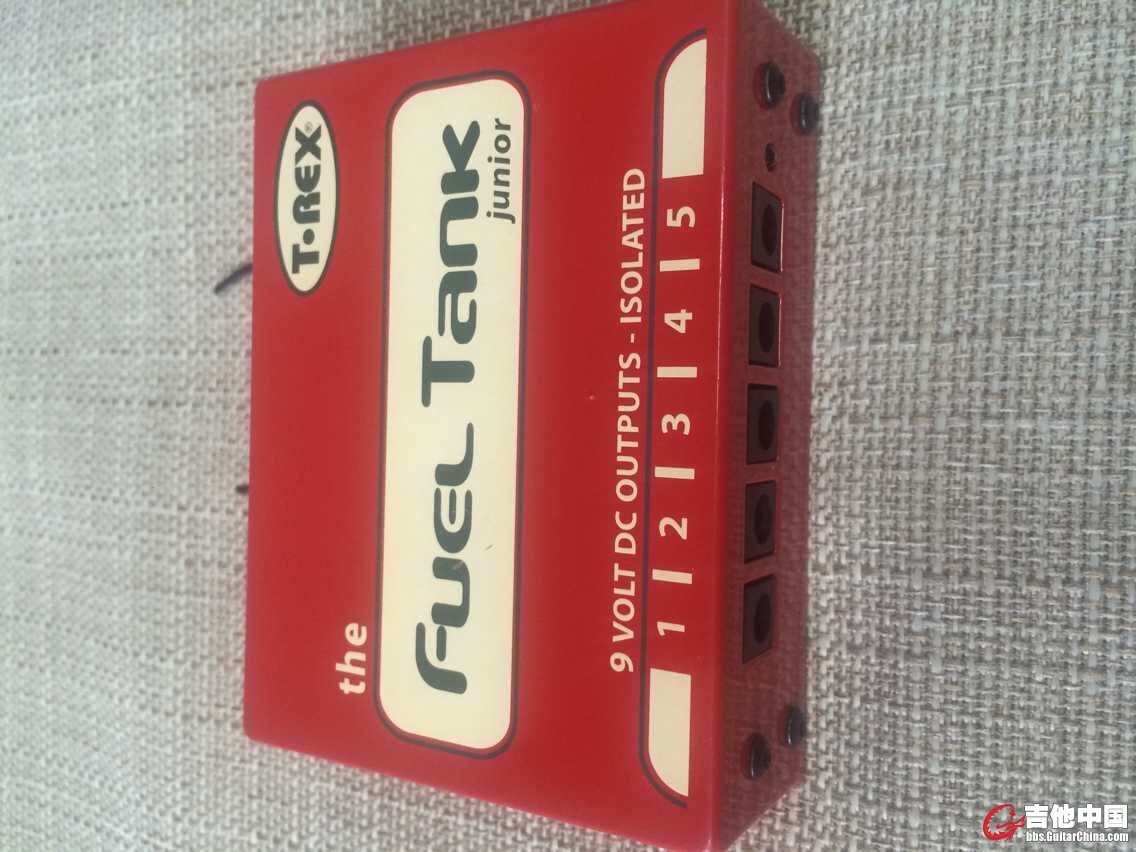 T·REX®
the
Fuel Tank
junior
9 VOLT DC OUTPUTS - ISOLATED
1 | 2 | 3 | 4 | 5
吉他中国
bbs.GuitarChina.com